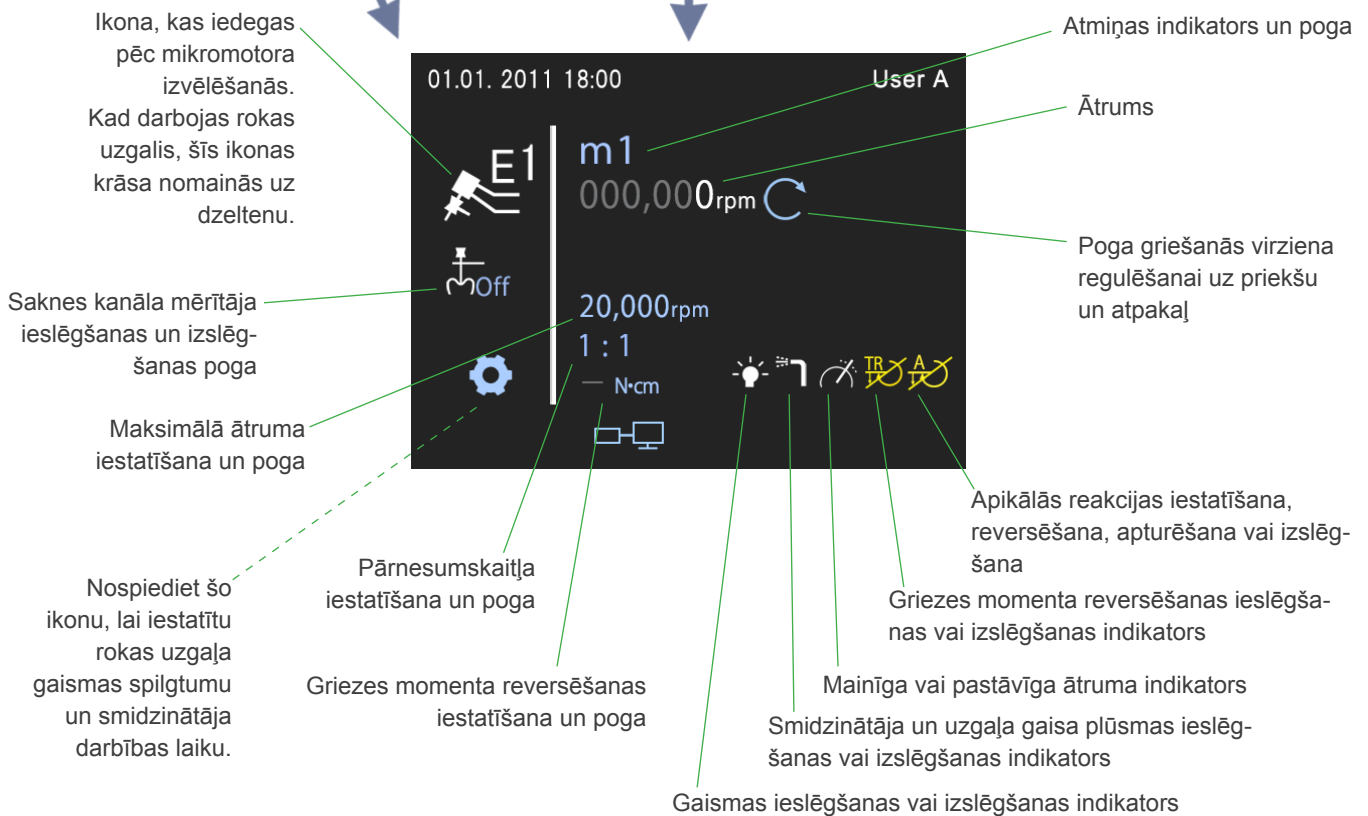 Ikona, kas iedegas
pēc mikromotora
izvēlēšanās.
Kad darbojas rokas
uzgalis, šīs ikonas
krāsa nomainās uz
dzeltenu.
Saknes kanāla mērītāja
ieslēgšanas un izslēg-
šanas poga
Maksimālā ātruma
iestatīšana un poga
Nospiediet šo
ikonu, lai iestatītu
rokas uzgaļa
gaismas spilgtumu
un smidzinātāja
darbības laiku.
01.01. 2011 18:00
User A
E1
m1
000,000rpm
Off
20,000rpm
1 : 1
— N•cm
TR
A
Atmiņas indikators un poga
Ātrums
Poga griešanās virziena
regulēšanai uz priekšu
un atpakaļ
Apikālās reakcijas iestatīšana,
reversēšana, apturēšana vai izslēg-
šana
Pārnesumskaitļa
iestatīšana un poga
Griezes momenta reversēšanas ieslēgša-
nas vai izslēgšanas indikators
Griezes momenta reversēšanas
iestatīšana un poga
Mainīga vai pastāvīga ātruma indikators
Smidzinātāja un uzgaļa gaisa plūsmas ieslēg-
šanas vai izslēgšanas indikators
Gaismas ieslēgšanas vai izslēgšanas indikators